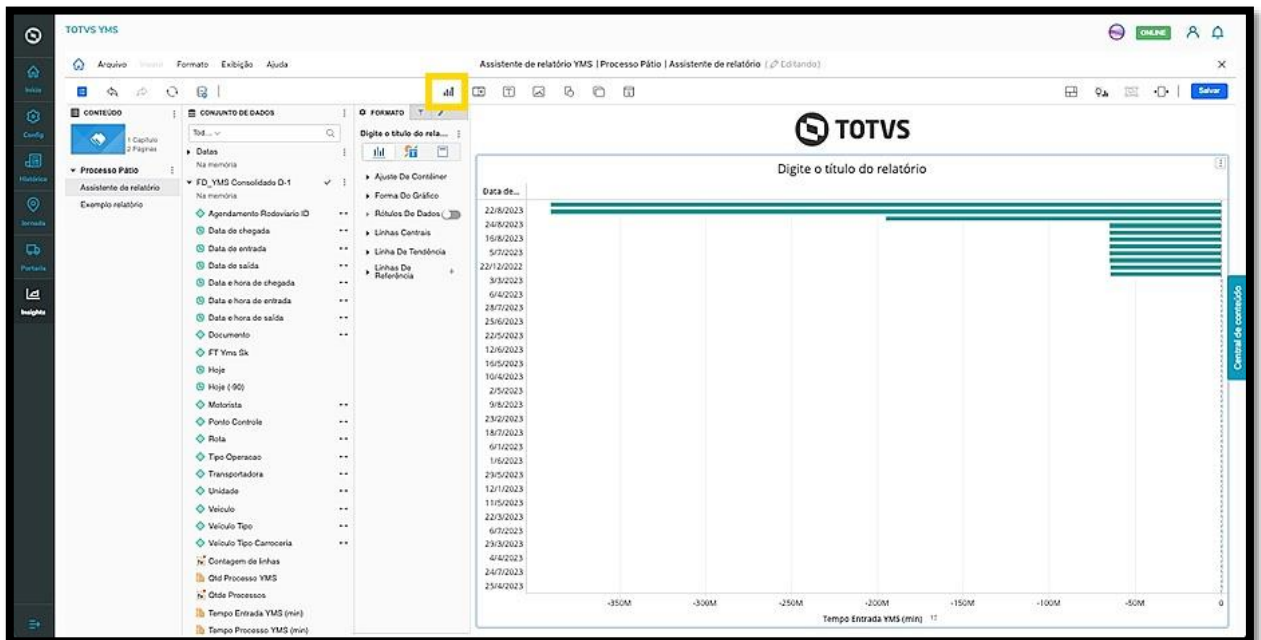 TOTVS YMS
ONLINE
Arquivo
Formato
Exibição
Ajuda
Assistente de relatório YMS | Processo Pátio | Assistente de relatório (Editando)
Salvar
Início
Config
Histórico
Jornada
Portaria
Insights
CONTEÚDO
1 Capítulo
2 Páginas
Processo Pátio
Assistente de relatório
Exemplo relatório
CONJUNTO DE DADOS
Tod...
Datas
Na memória
FD_YMS Consolidado D-1
Na memória
Agendamento Rodoviario ID
Data de chegada
Data de entrada
Data de saída
Data e hora de chegada
Data e hora de entrada
Data e hora de saída
Documento
FT Yms Sk
Hoje
Hoje (-90)
Motorista
Ponto Controle
Rota
Tipo Operacao
Transportadora
Unidade
Veiculo
Veiculo Tipo
Veiculo Tipo Carroceria
Contagem de linhas
Qtd Processo YMS
Qtde Processos
Tempo Entrada YMS (min)
Tempo Processo YMS (min)
FORMATO
Digite o título do rela...
Ajuste De Contêiner
Forma Do Gráfico
Rótulos De Dados
Linhas Centrais
Linha De Tendência
Linhas De Referência
TOTVS
Digite o título do relatório
Data de...
22/8/2023
24/8/2023
16/8/2023
5/7/2023
22/12/2022
3/3/2023
6/4/2023
28/7/2023
25/6/2023
22/5/2023
12/6/2023
16/5/2023
10/4/2023
2/5/2023
9/8/2023
23/2/2023
18/7/2023
6/1/2023
1/6/2023
29/5/2023
12/1/2023
11/5/2023
22/3/2023
6/7/2023
29/3/2023
4/4/2023
24/7/2023
25/4/2023
-350M
-300M
-250M
-200M
-150M
-100M
-50M
0
Tempo Entrada YMS (min)
Central de conteúdo